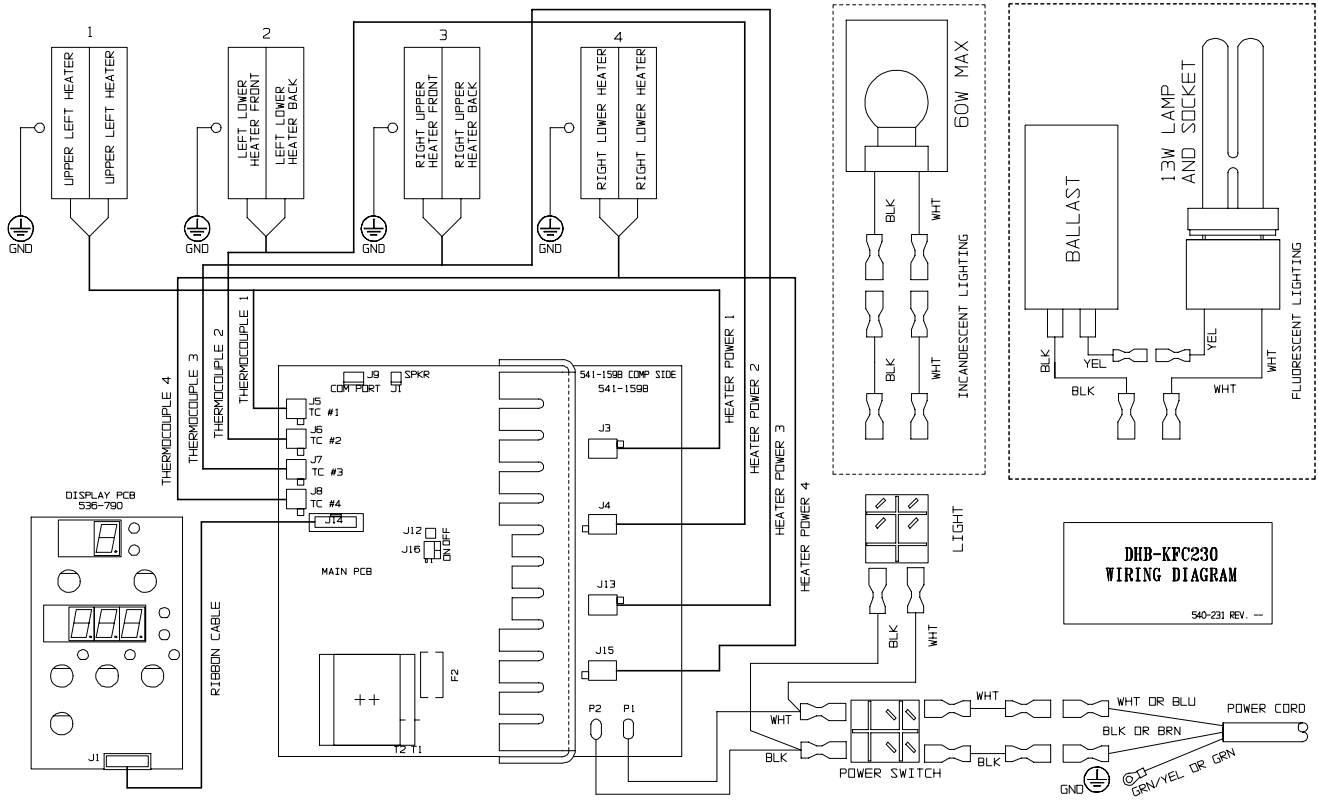 1
2
3
4
UPPER LEFT HEATER
UPPER LEFT HEATER
LEFT LOWER
HEATER FRONT
LEFT LOWER
HEATER BACK
RIGHT UPPER
HEATER FRONT
RIGHT UPPER
HEATER BACK
RIGHT LOWER HEATER
RIGHT LOWER HEATER
GND
GND
GND
GND
THERMOCOUPLE 4
THERMOCOUPLE 3
THERMOCOUPLE 2
THERMOCOUPLE 1
HEATER POWER 1
HEATER POWER 2
HEATER POWER 3
HEATER POWER 4
J9
SPKR
COM PORT
J1
541-159B COMP SIDE
541-159B
J5
TC #1
J6
TC #2
J7
TC #3
J8
TC #4
J14
J12
J16
ON OFF
MAIN PCB
J3
J4
J13
J15
F2
++
T2 T1
P2
P1
DISPLAY PCB
536-790
8.
8.8.8.
J1
RIBBON CABLE
60W MAX
BLK
WHT
BLK
WHT
INCANDESCENT LIGHTING
13W LAMP
AND SOCKET
BALLAST
BLK
YEL
YEL
WHT
BLK
WHT
FLUORESCENT LIGHTING
LIGHT
BLK
WHT
DHB-KFC230
WIRING DIAGRAM
540-231 REV. --
WHT
BLK
POWER SWITCH
WHT
BLK
WHT OR BLU
BLK OR BRN
POWER CORD
GND
GRN/YEL OR GRN